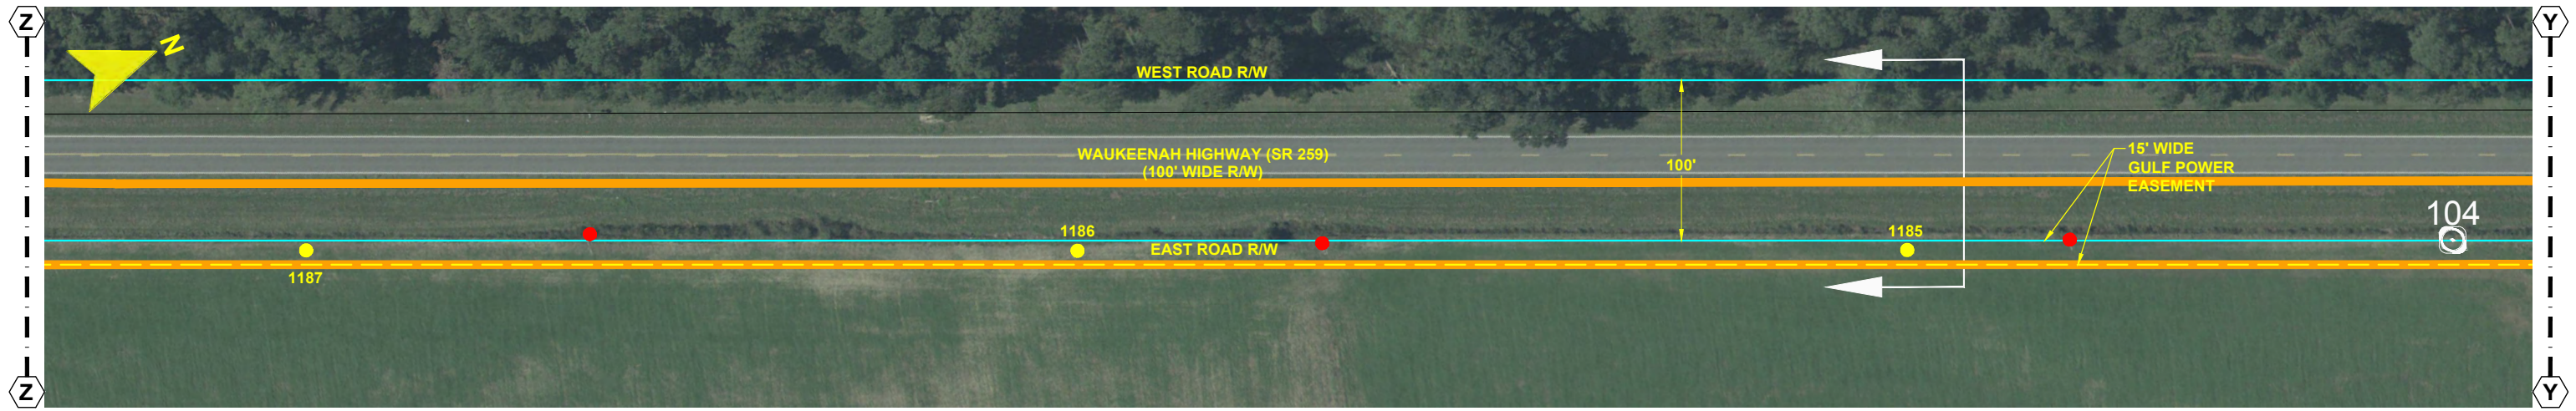 Z
Y
N
WEST ROAD R/W
WAUKEENAH HIGHWAY (SR 259)
(100' WIDE R/W)
100'
15' WIDE
GULF POWER
EASEMENT
104
1186
1185
EAST ROAD R/W
1187
Z
Y